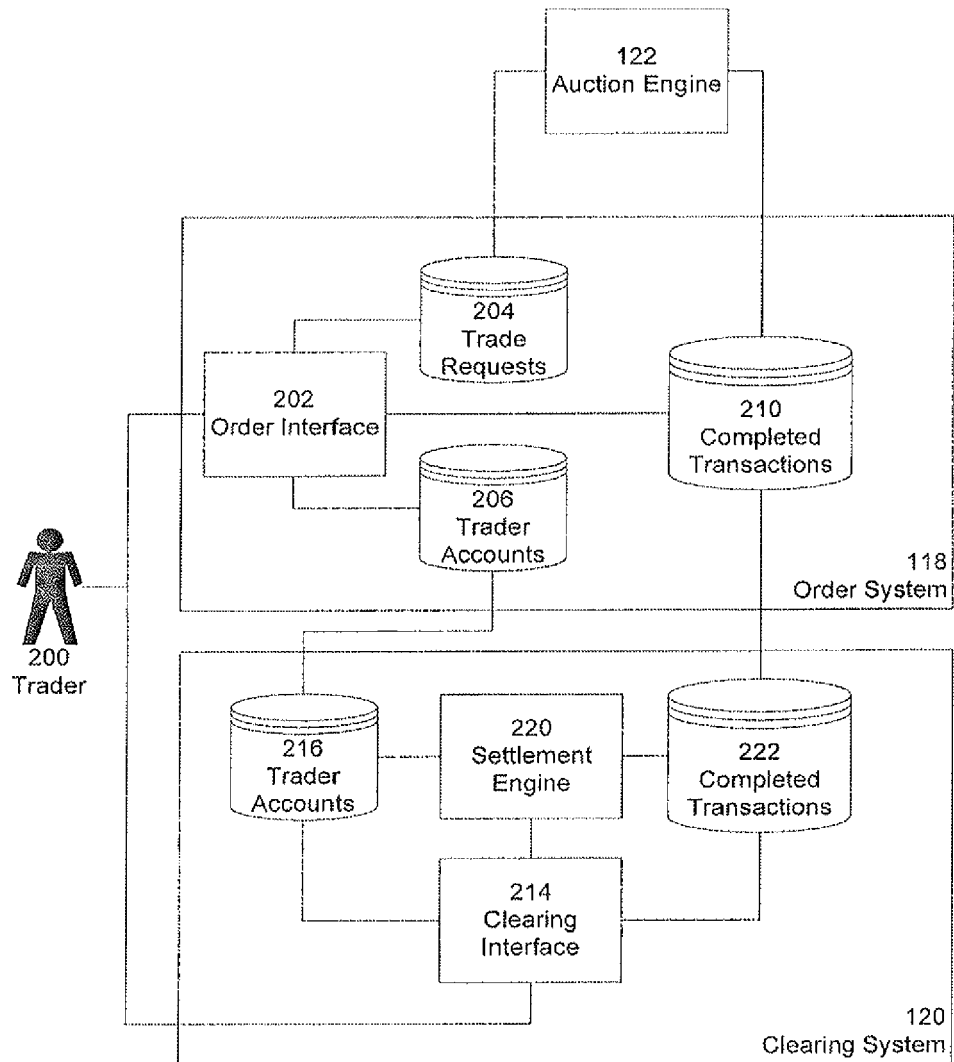 122
Auction Engine
204
Trade
Requests
202
Order Interface
210
Completed
Transactions
206
Trader
Accounts
118
Order System
200
Trader
216
Trader
Accounts
220
Settlement
Engine
222
Completed
Transactions
214
Clearing
Interface
120
Clearing System